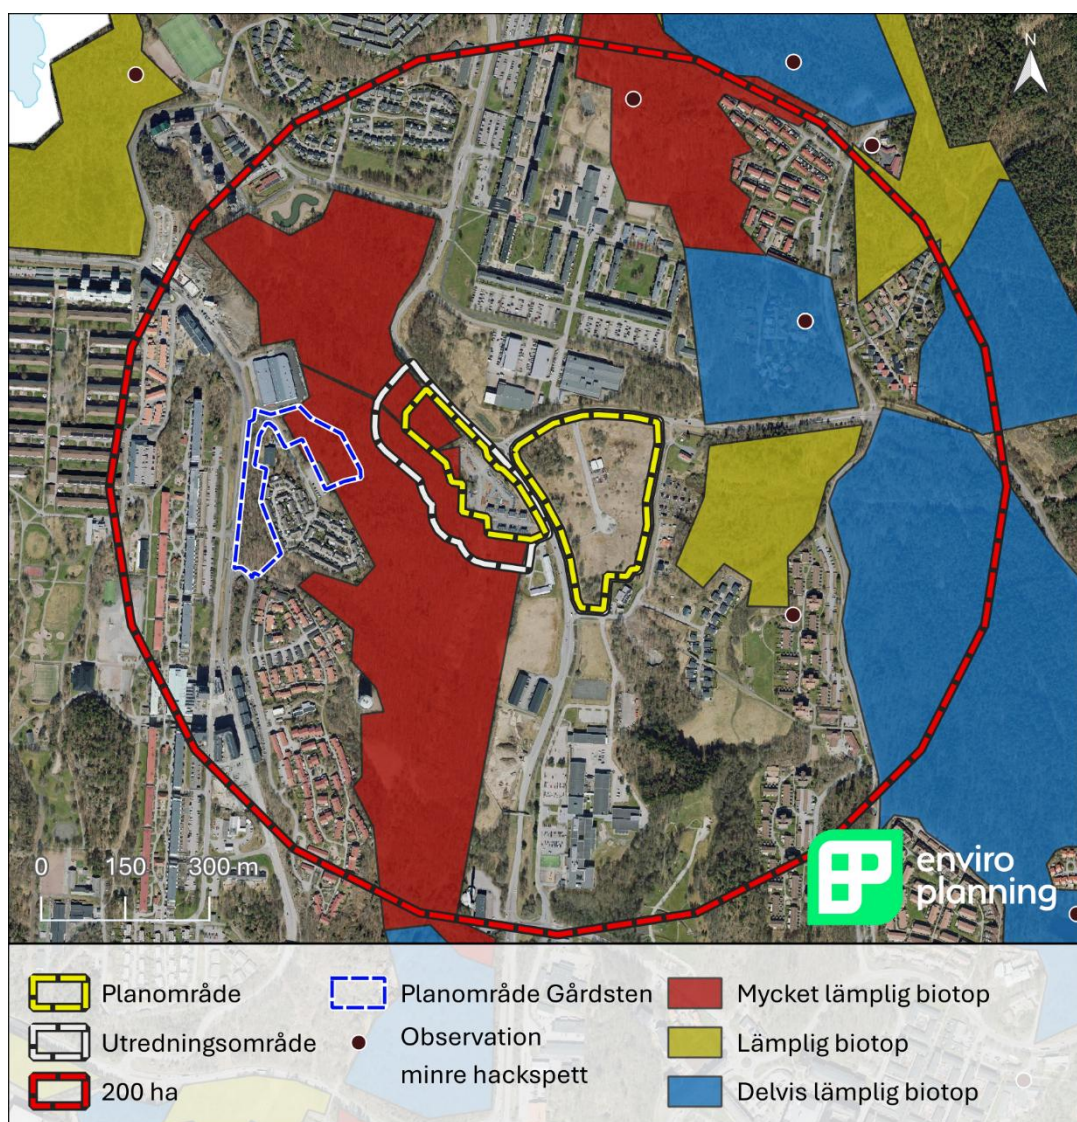 N
0 150 300 m
enviro
planning
Planområde
Utredningsområde
200 ha
Planområde Gårdsten
Observation
minre hackspett
Mycket lämplig biotop
Lämplig biotop
Delvis lämplig biotop